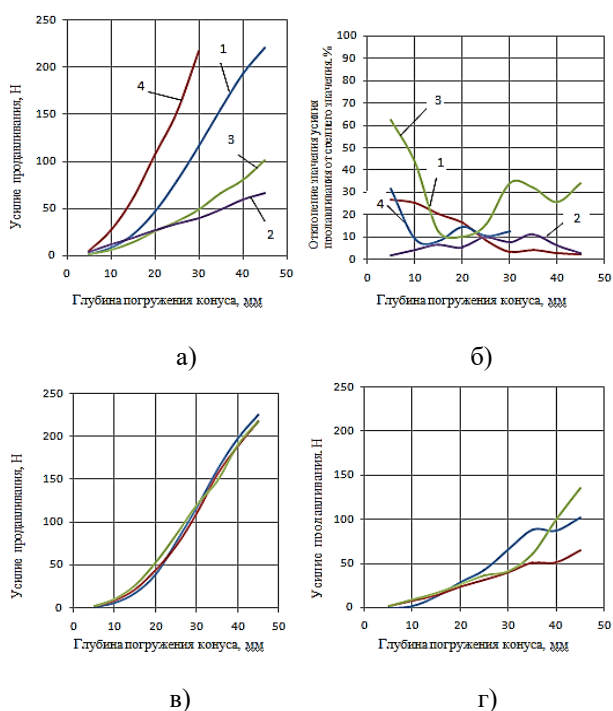 Усилие продавливания, Н
250
200
150
100
50
0
4
1
3
2
0 10 20 30 40 50
Глубина погружения конуса, мм
а)
Отклонение значения усилия
продавливания от среднего значения. %
100
90
80
70
60
50
40
30
20
10
0
3
1
4
2
0 10 20 30 40 50
Глубина погружения конуса, мм
б)
Усилие продавливания, Н
250
200
150
100
50
0
0 10 20 30 40 50
Глубина погружения конуса, мм
в)
Усилие продавливания. Н
250
200
150
100
50
0
0 10 20 30 40 50
Глубина погружения конуса, мм
г)